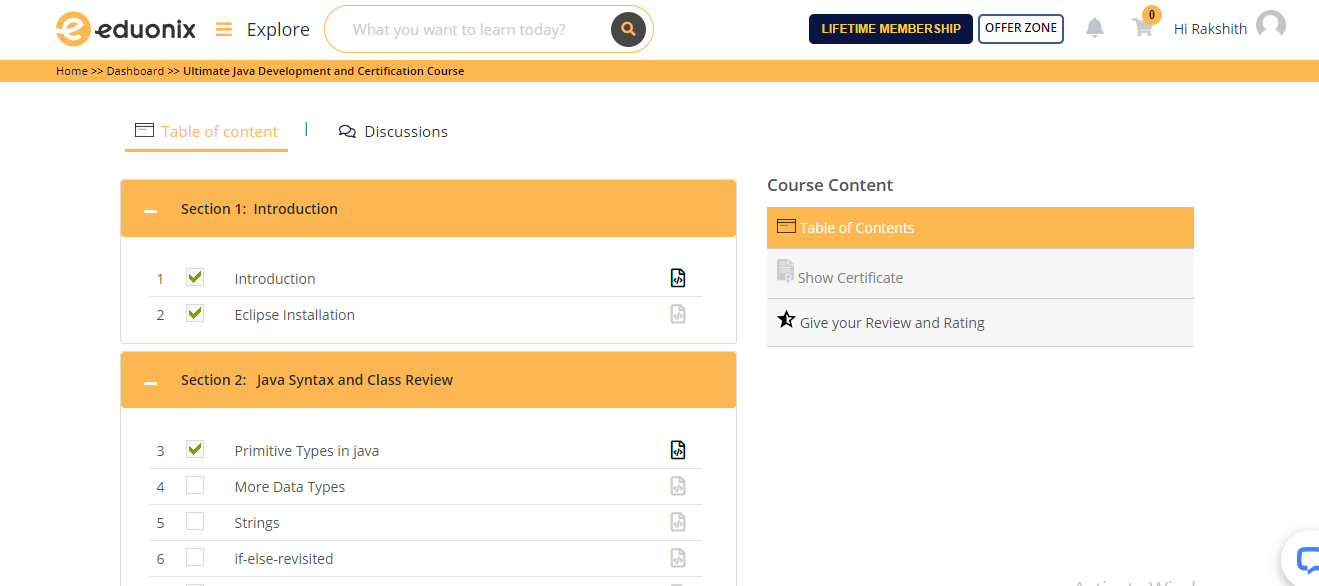 eduonix
Explore
What you want to learn today?
LIFETIME MEMBERSHIP
OFFER ZONE
0
Hi Rakshith
Home >> Dashboard >> Ultimate Java Development and Certification Course
Table of content
Discussions
Section 1: Introduction
1 Introduction
2 Eclipse Installation
Section 2: Java Syntax and Class Review
3 Primitive Types in java
4 More Data Types
5 Strings
6 if-else-revisited
Course Content
Table of Contents
Show Certificate
Give your Review and Rating